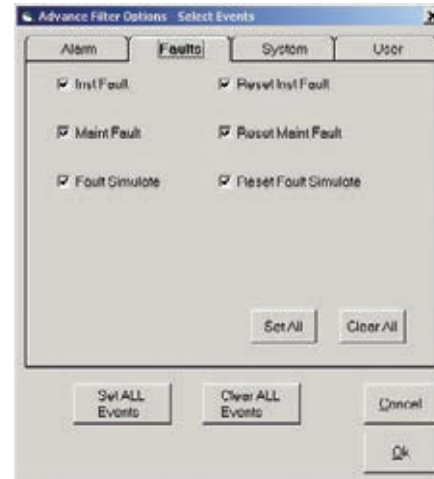 Advance Filter Options - Select Events
Alarm Faults System User
Inst Fault Reset Inst Fault
Maint Fault Reset Maint Fault
Fault Simulate Reset Fault Simulate
Set All Clear All
Set ALL Events Clear ALL Events
Cancel
Ok